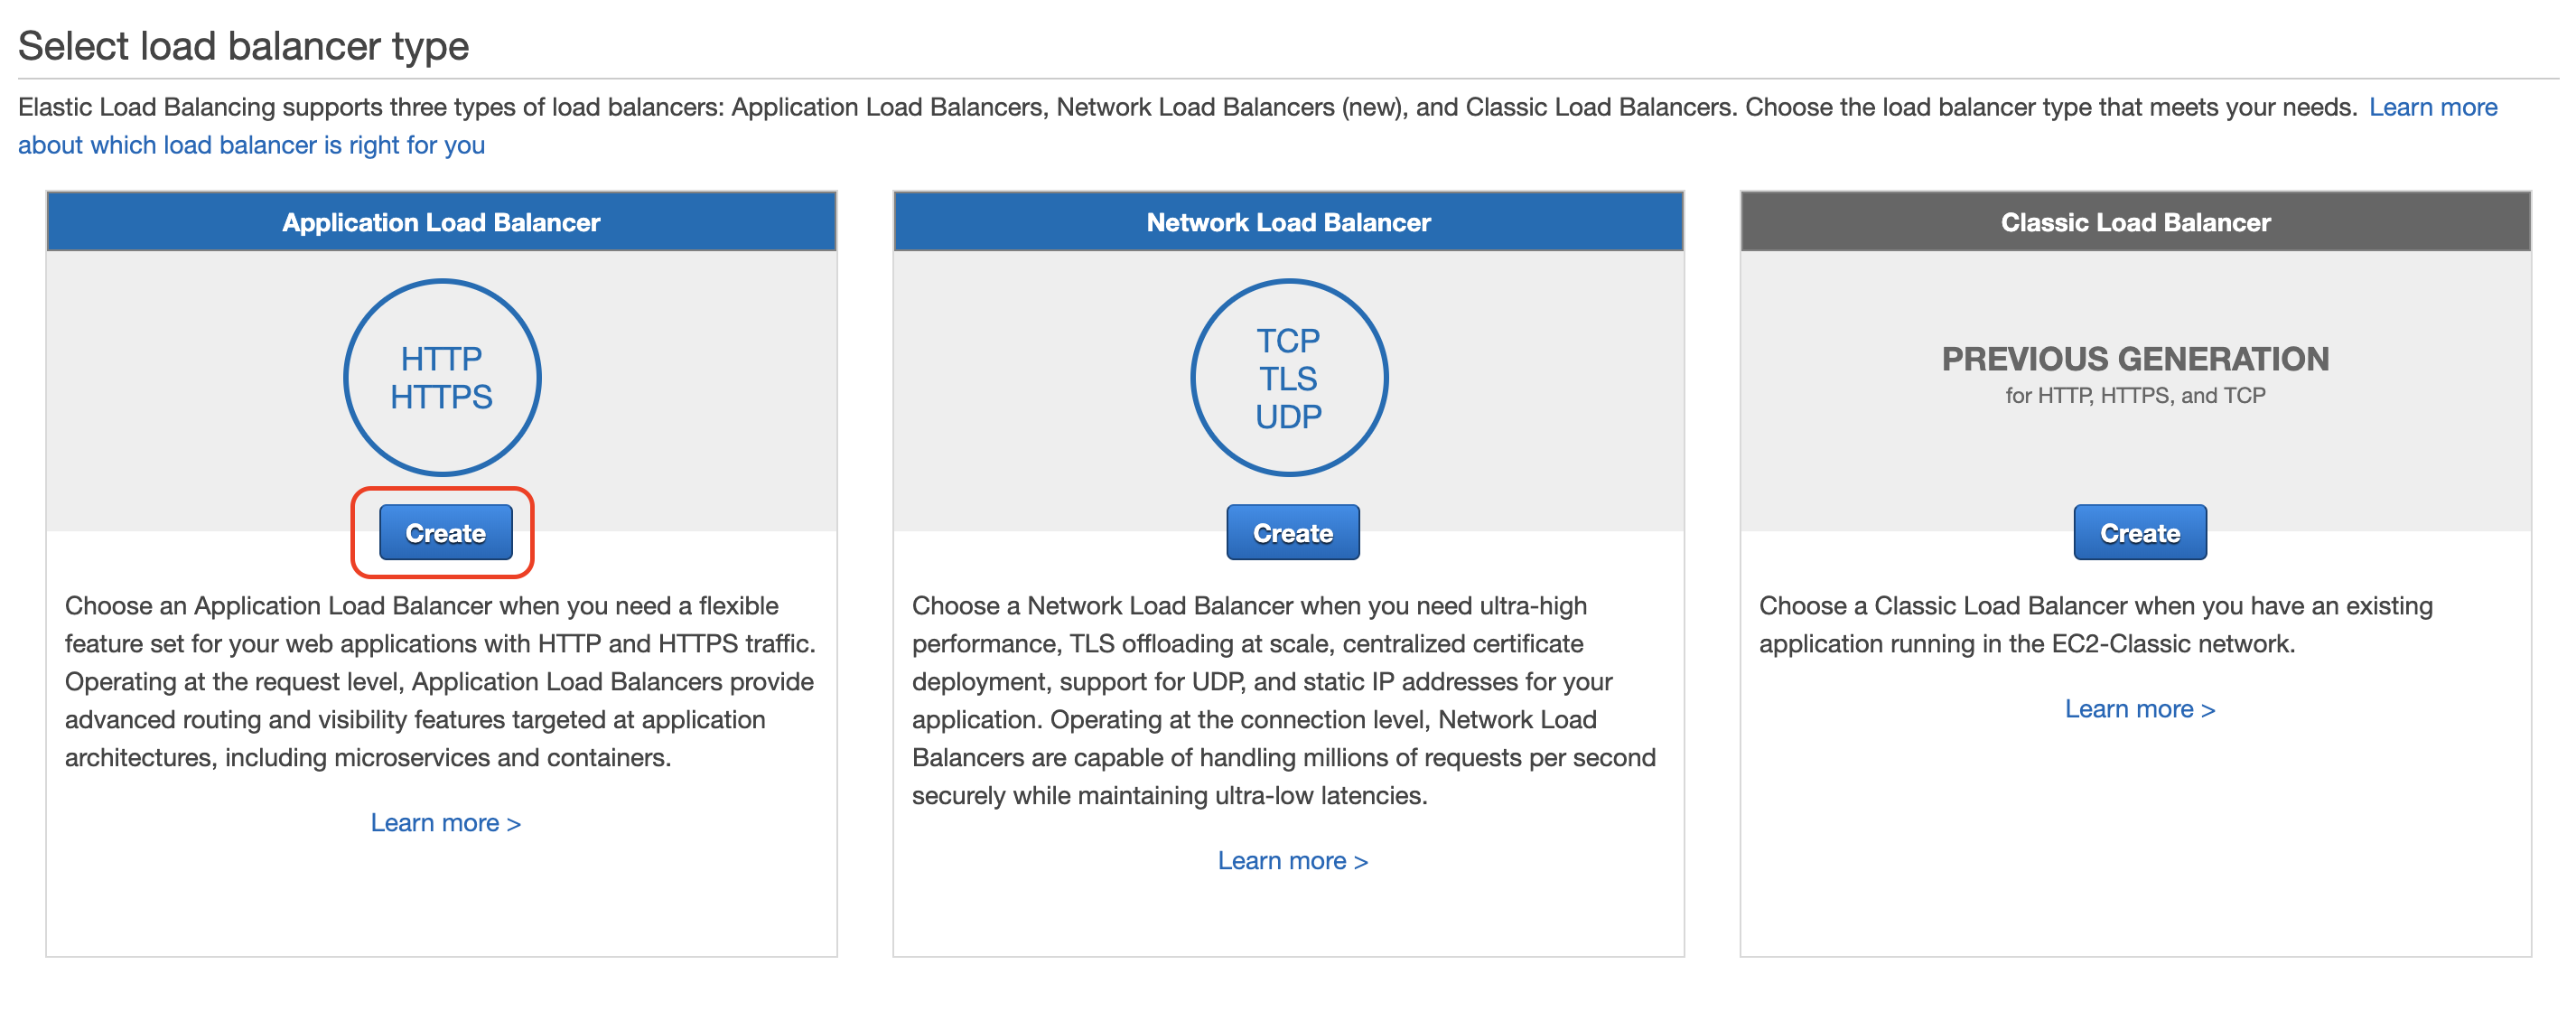 Select load balancer type
Elastic Load Balancing supports three types of load balancers: Application Load Balancers, Network Load Balancers (new), and Classic Load Balancers. Choose the load balancer type that meets your needs. Learn more
about which load balancer is right for you
Application Load Balancer
HTTP
HTTPS
Create
Choose an Application Load Balancer when you need a flexible
feature set for your web applications with HTTP and HTTPS traffic.
Operating at the request level, Application Load Balancers provide
advanced routing and visibility features targeted at application
architectures, including microservices and containers.
Learn more >
Network Load Balancer
TCP
TLS
UDP
Create
Choose a Network Load Balancer when you need ultra-high
performance, TLS offloading at scale, centralized certificate
deployment, support for UDP, and static IP addresses for your
application. Operating at the connection level, Network Load
Balancers are capable of handling millions of requests per second
securely while maintaining ultra-low latencies.
Learn more >
Classic Load Balancer
PREVIOUS GENERATION
for HTTP, HTTPS, and TCP
Create
Choose a Classic Load Balancer when you have an existing
application running in the EC2-Classic network.
Learn more >